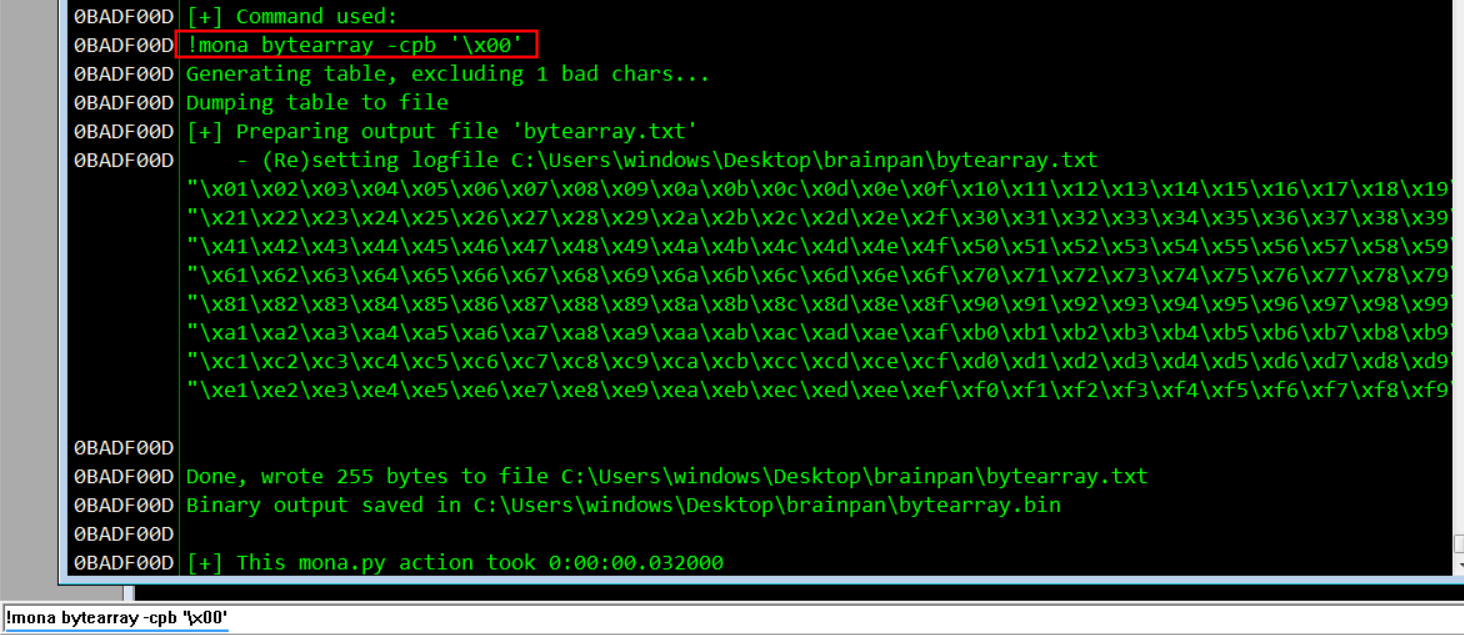 0BADF00D [+] Command used:
0BADF00D !mona bytearray -cpb '\x00'
0BADF00D Generating table, excluding 1 bad chars...
0BADF00D Dumping table to file
0BADF00D [+] Preparing output file 'bytearray.txt'
0BADF00D     - (Re)setting logfile C:\Users\windows\Desktop\brainpan\bytearray.txt
"\x01\x02\x03\x04\x05\x06\x07\x08\x09\x0a\x0b\x0c\x0d\x0e\x0f\x10\x11\x12\x13\x14\x15\x16\x17\x18\x19\
"\x21\x22\x23\x24\x25\x26\x27\x28\x29\x2a\x2b\x2c\x2d\x2e\x2f\x30\x31\x32\x33\x34\x35\x36\x37\x38\x39\
"\x41\x42\x43\x44\x45\x46\x47\x48\x49\x4a\x4b\x4c\x4d\x4e\x4f\x50\x51\x52\x53\x54\x55\x56\x57\x58\x59\
"\x61\x62\x63\x64\x65\x66\x67\x68\x69\x6a\x6b\x6c\x6d\x6e\x6f\x70\x71\x72\x73\x74\x75\x76\x77\x78\x79\
"\x81\x82\x83\x84\x85\x86\x87\x88\x89\x8a\x8b\x8c\x8d\x8e\x8f\x90\x91\x92\x93\x94\x95\x96\x97\x98\x99\
"\xa1\xa2\xa3\xa4\xa5\xa6\xa7\xa8\xa9\xaa\xab\xac\xad\xae\xaf\xb0\xb1\xb2\xb3\xb4\xb5\xb6\xb7\xb8\xb9\
"\xc1\xc2\xc3\xc4\xc5\xc6\xc7\xc8\xc9\xca\xcb\xcc\xcd\xce\xcf\xd0\xd1\xd2\xd3\xd4\xd5\xd6\xd7\xd8\xd9\
"\xe1\xe2\xe3\xe4\xe5\xe6\xe7\xe8\xe9\xea\xeb\xec\xed\xee\xef\xf0\xf1\xf2\xf3\xf4\xf5\xf6\xf7\xf8\xf9\
0BADF00D
0BADF00D Done, wrote 255 bytes to file C:\Users\windows\Desktop\brainpan\bytearray.txt
0BADF00D Binary output saved in C:\Users\windows\Desktop\brainpan\bytearray.bin
0BADF00D
0BADF00D [+] This mona.py action took 0:00:00.032000
!mona bytearray -cpb '\x00'